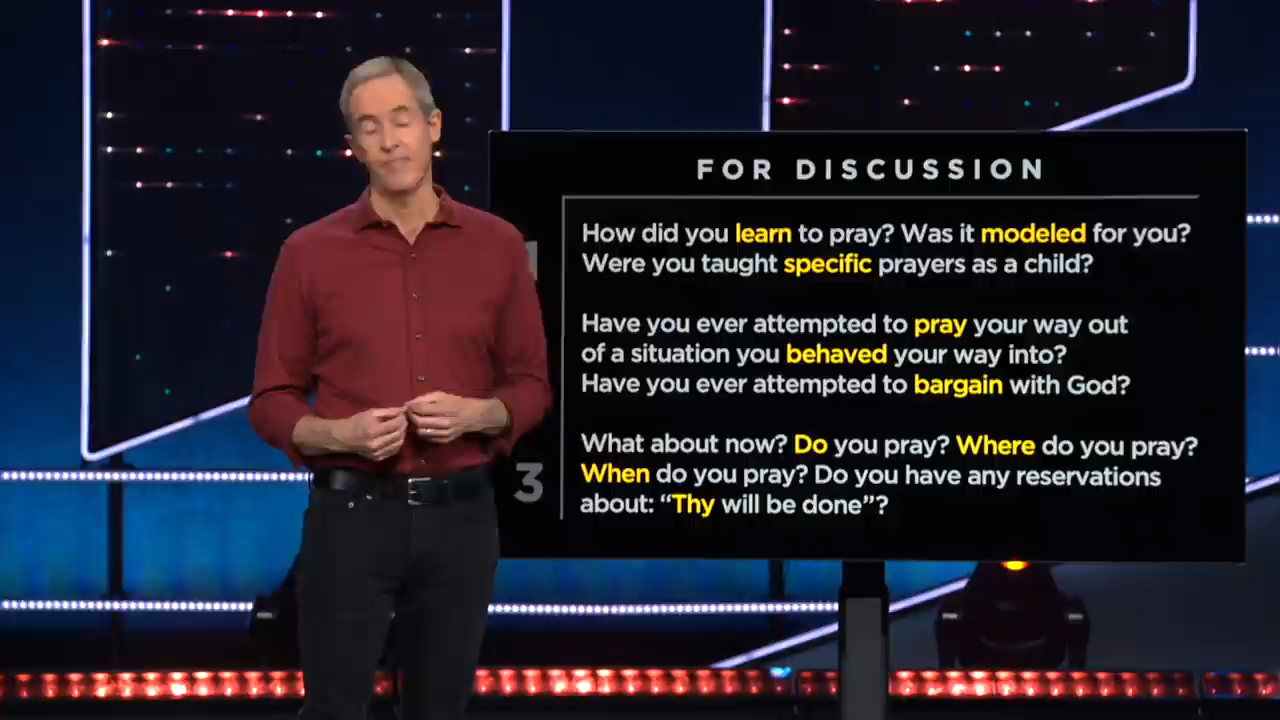 FOR DISCUSSION
How did you learn to pray? Was it modeled for you?
Were you taught specific prayers as a child?
Have you ever attempted to pray your way out
of a situation you behaved your way into?
Have you ever attempted to bargain with God?
3
What about now? Do you pray? Where do you pray?
When do you pray? Do you have any reservations
about: “Thy will be done”?